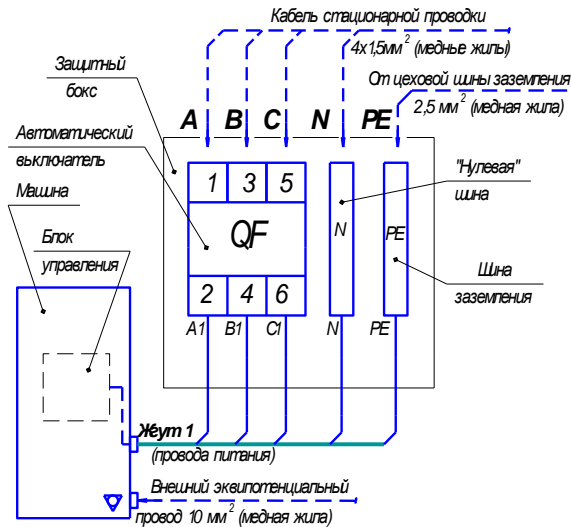 Кабель стационарной проводки
4х1,5мм² (медные жилы)
От цеховой шины заземления
2,5 мм² (медная жила)
Защитный
бокс
A B C N PE
Автоматический
выключатель
Машина
Блок
управления
1 3 5
QF
2 4 6
N
PE
"Нулевая"
шина
Шина
заземления
A1 B1 C1 N PE
Жгут 1
(провода питания)
Внешний эквипотенциальный
провод 10 мм² (медная жила)